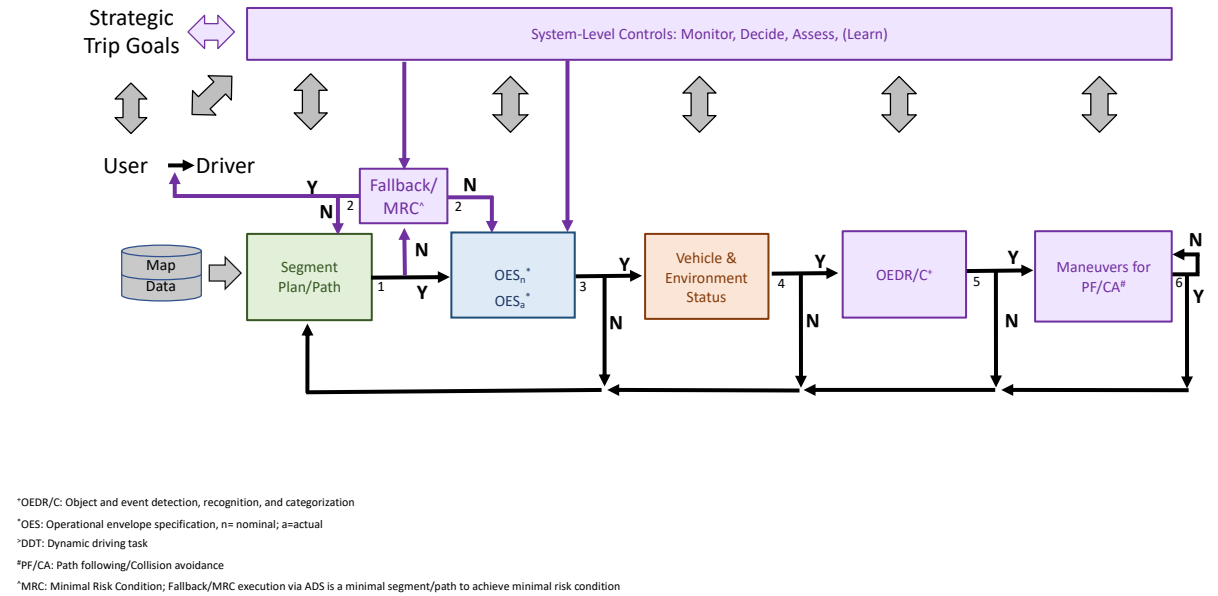 Strategic
Trip Goals
System-Level Controls: Monitor, Decide, Assess, (Learn)
User
Driver
Y
N
2
Fallback/
MRC^
N
2
Map
Data
Segment
Plan/Path
N
1
Y
OESn*
OESa*
3
Y
N
Vehicle &
Environment
Status
4
Y
N
OEDR/C+
5
Y
N
Maneuvers for
PF/CA#
N
6
Y
+OEDR/C: Object and event detection, recognition, and categorization
*OES: Operational envelope specification, n= nominal; a=actual
>DDT: Dynamic driving task
#PF/CA: Path following/Collision avoidance
^MRC: Minimal Risk Condition; Fallback/MRC execution via ADS is a minimal segment/path to achieve minimal risk condition